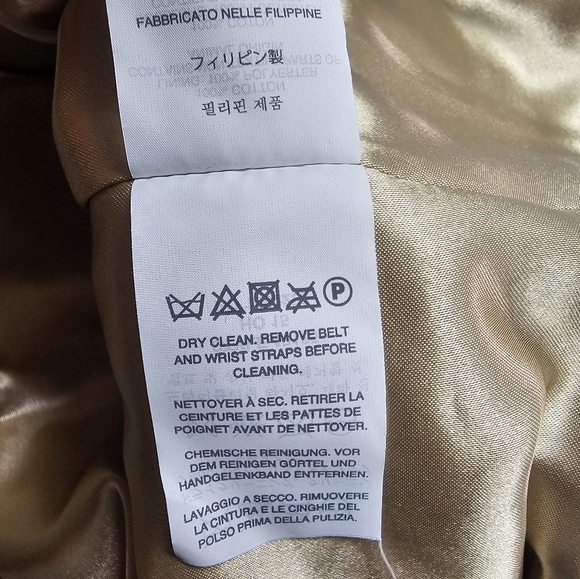 FABBRICATO NELLE FILIPPINE
フィリピン製
필리핀 제품
P
DRY CLEAN. REMOVE BELT
AND WRIST STRAPS BEFORE
CLEANING.
NETTOYER À SEC. RETIRER LA
CEINTURE ET LES PATTES DE
POIGNET AVANT DE NETTOYER.
CHEMISCHE REINIGUNG. VOR
DEM REINIGEN GÜRTEL UND
HANDGELENKBAND ENTFERNEN.
LAVAGGIO A SECCO. RIMUOVERE
LA CINTURA E LE CINGHIE DEL
POLSO PRIMA DELLA PULIZIA.